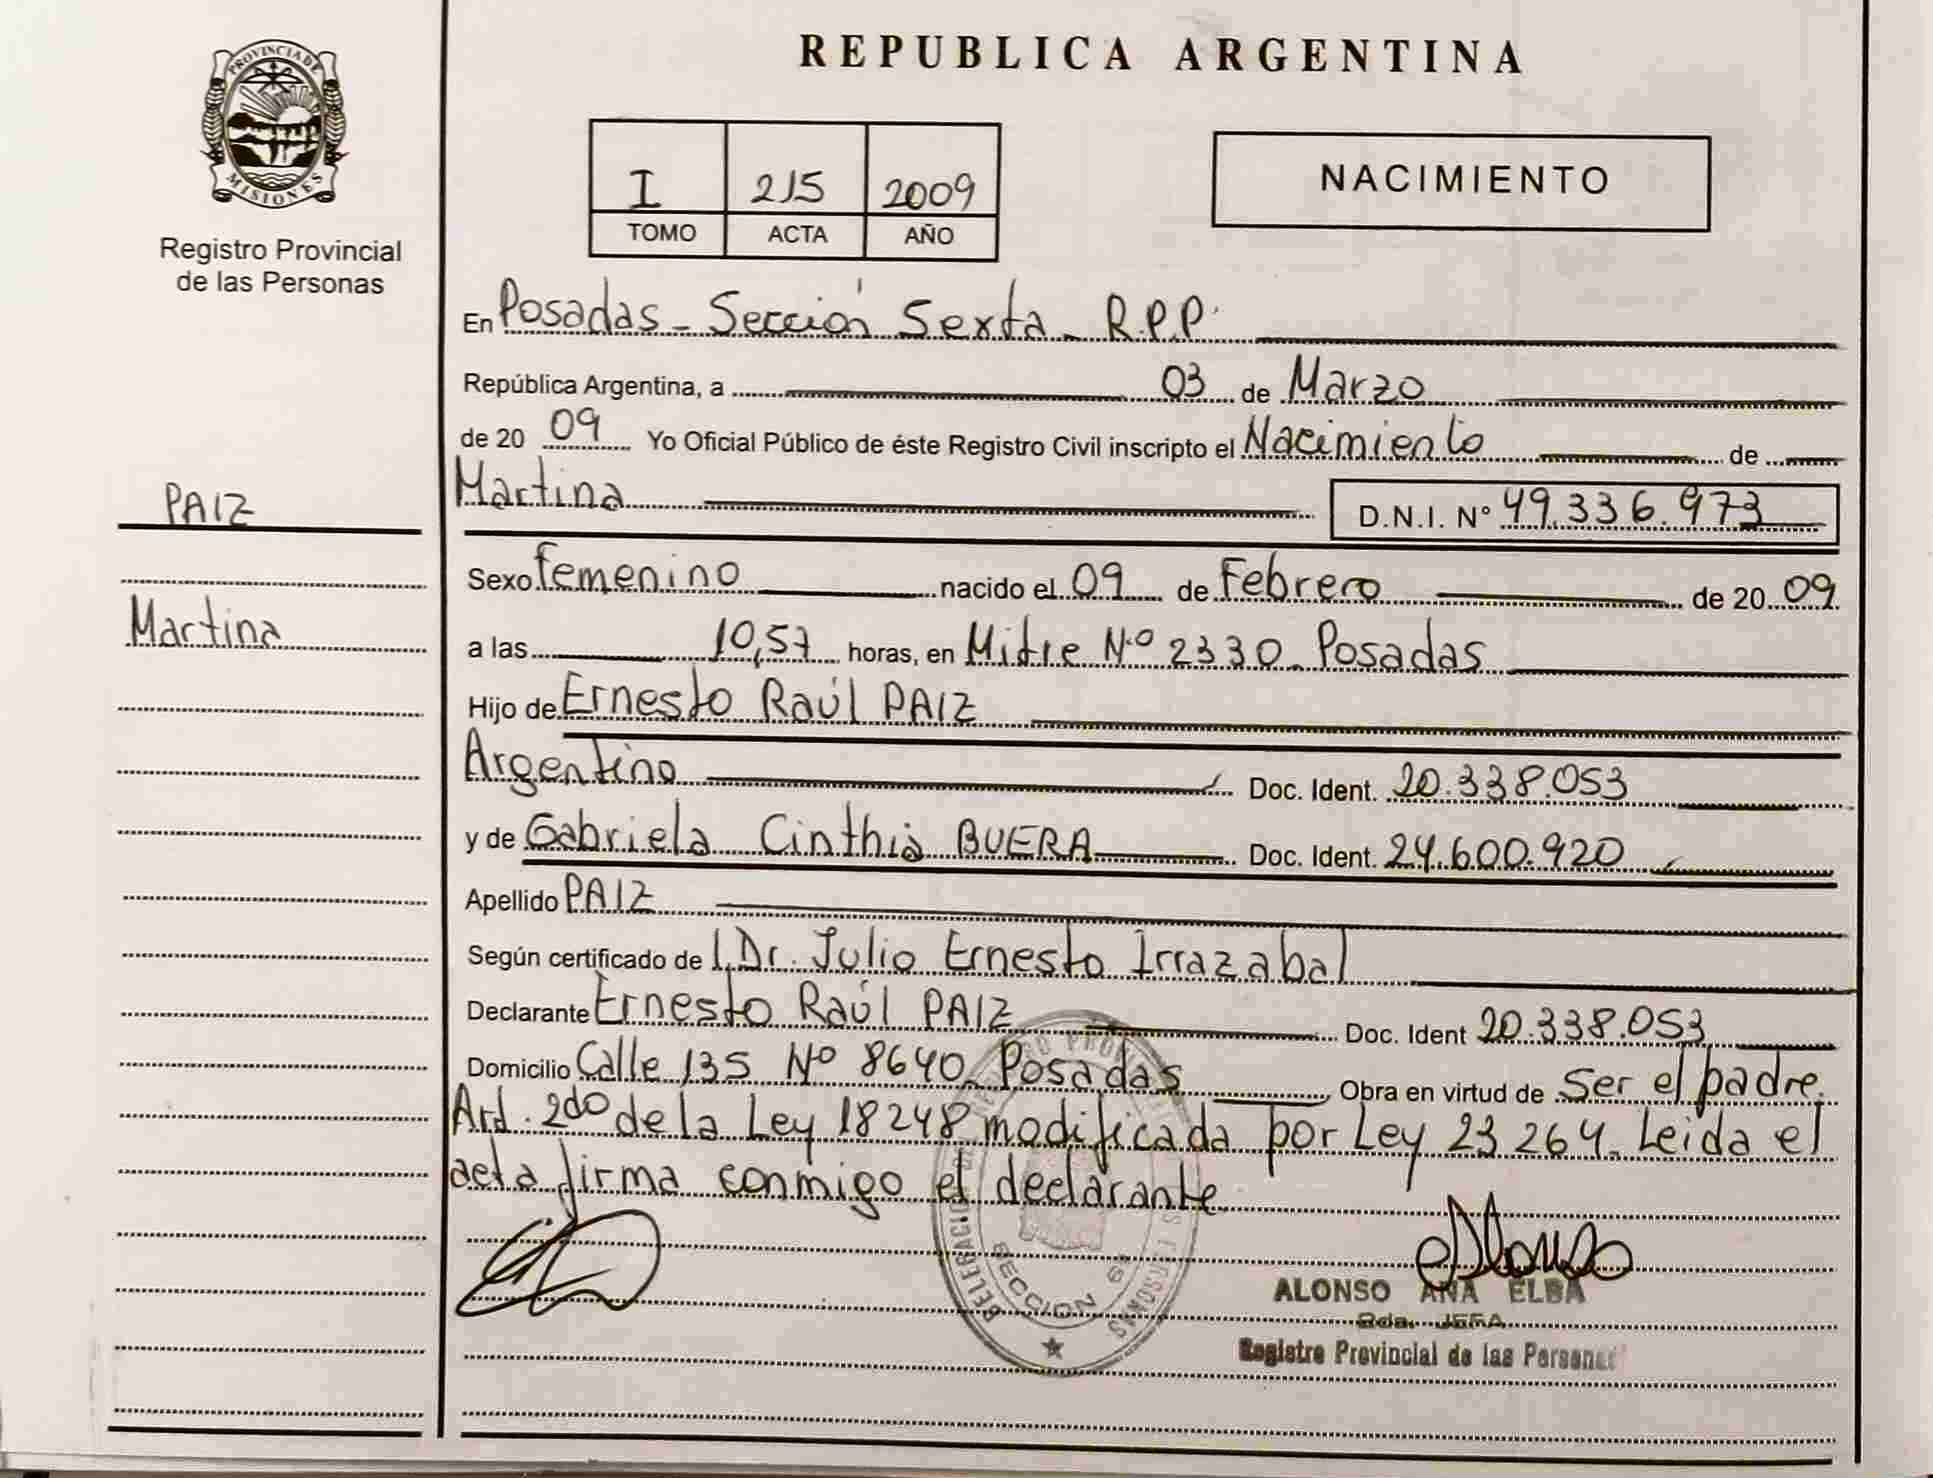 PROVINCIA DE
MISIONES
Registro Provincial
de las Personas
PAIZ
Martina
REPUBLICA ARGENTINA
I 215 2009
TOMO ACTA AÑO
NACIMIENTO
En Posadas - Sección Sexta - R.P.P.
República Argentina, a 03 de Marzo
de 20 09 Yo Oficial Público de éste Registro Civil inscripto el Nacimiento de
Martina D.N.I. N° 49.336.973
Sexo femenino nacido el 09 de Febrero de 20 09
a las 10,57 horas, en Mitre N° 2330 - Posadas
Hijo de Ernesto Raúl PAIZ
Argentino Doc. Ident. 20.338.053
y de Gabriela Cinthia BUERA Doc. Ident. 24.600.920
Apellido PAIZ
Según certificado de l Dr. Julio Ernesto Irrazabal
Declarante Ernesto Raúl PAIZ Doc. Ident 20.338.053
Domicilio Calle 135 N° 8640 - Posadas Obra en virtud de ser el padre.
Art. 2do de la Ley 18248 modificada por Ley 23264. Leida el
acta firma conmigo el declarante.
SECCION 6
ALONSO ANA ELBA
JEFA
Registro Provincial de las Personas